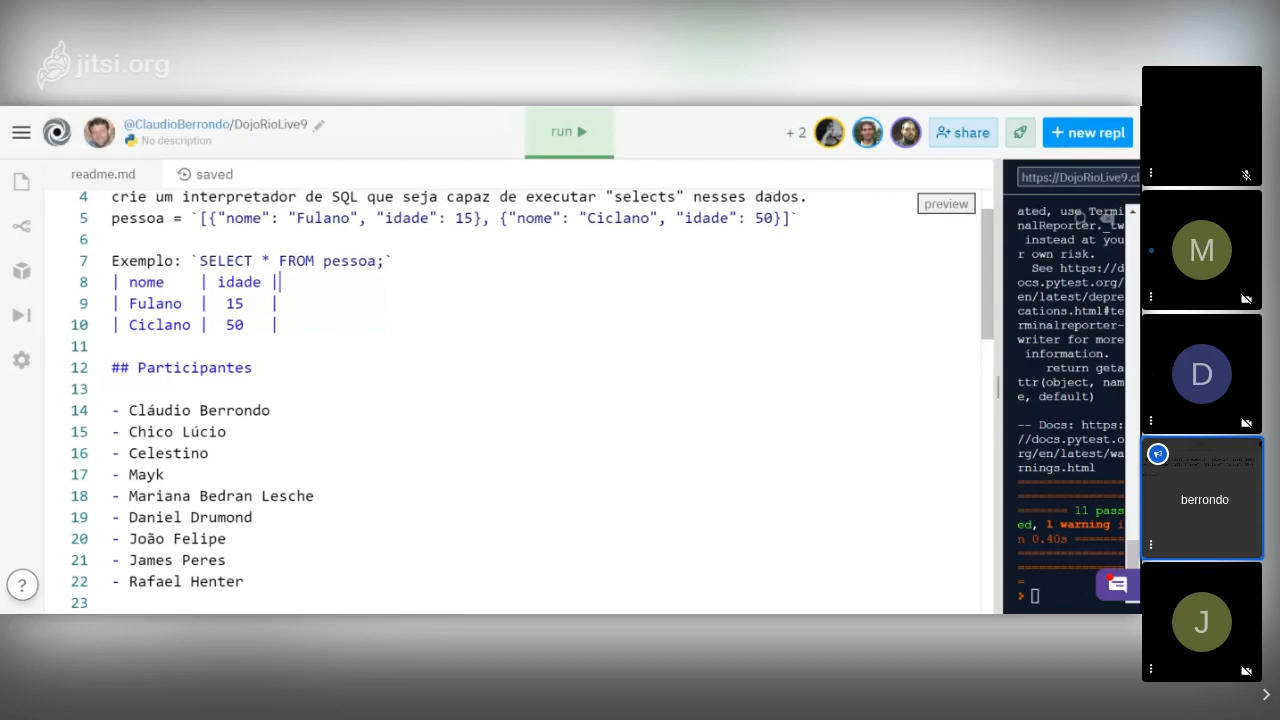 jitsi.org
@ClaudioBerrondo/DojoRioLive9
No description
run
+ 2
share
+ new repl
readme.md
saved
https://DojoRioLive9.cl
preview
4 crie um interpretador de SQL que seja capaz de executar "selects" nesses dados.
5 pessoa = `[{"nome": "Fulano", "idade": 15}, {"nome": "Ciclano", "idade": 50}]`
6
7 Exemplo: `SELECT * FROM pessoa;`
8 | nome | idade |
9 | Fulano | 15 |
10 | Ciclano | 50 |
11
12 ## Participantes
13
14 - Cláudio Berrondo
15 - Chico Lúcio
16 - Celestino
17 - Mayk
18 - Mariana Bedran Lesche
19 - Daniel Drumond
20 - João Felipe
21 - James Peres
22 - Rafael Henter
23
ated, use Termi
nalReporter._tw
instead at you
r own risk.
See https://d
ocs.pytest.org/
en/latest/depre
cations.html#te
rminalreporter-
writer for more
information.
return geta
ttr(object, nam
e, default)
-- Docs: https:
//docs.pytest.o
rg/en/latest/wa
rnings.html
======= 11 pass
ed, 1 warning i
n 0.40s =======
=
?
M
D
berrondo
J